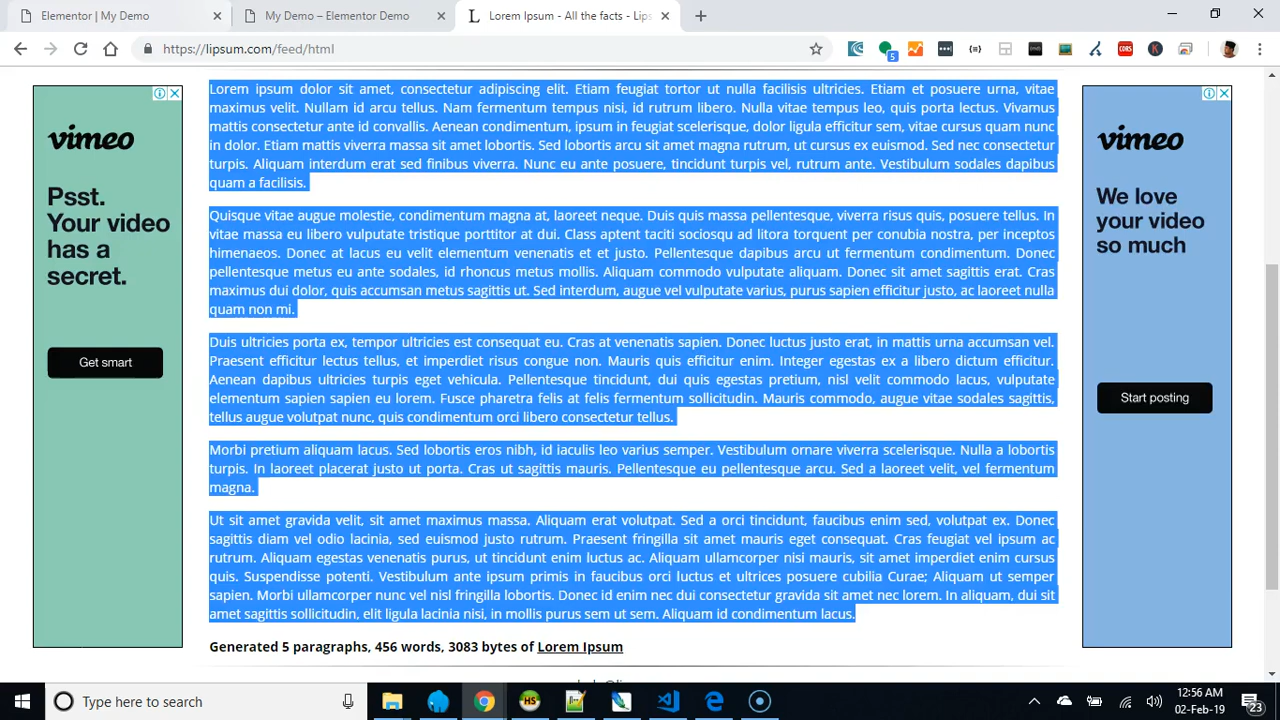 Elementor | My Demo
My Demo – Elementor Demo
Lorem Ipsum - All the facts - Lips
https://lipsum.com/feed/html
5
CORS
K
vimeo
Psst.
Your video
has a
secret.
Get smart
Lorem ipsum dolor sit amet, consectetur adipiscing elit. Etiam feugiat tortor ut nulla facilisis ultricies. Etiam et posuere urna, vitae
maximus velit. Nullam id arcu tellus. Nam fermentum tempus nisi, id rutrum libero. Nulla vitae tempus leo, quis porta lectus. Vivamus
mattis consectetur ante id convallis. Aenean condimentum, ipsum in feugiat scelerisque, dolor ligula efficitur sem, vitae cursus quam nunc
in dolor. Etiam mattis viverra massa sit amet lobortis. Sed lobortis arcu sit amet magna rutrum, ut cursus ex euismod. Sed nec consectetur
turpis. Aliquam interdum erat sed finibus viverra. Nunc eu ante posuere, tincidunt turpis vel, rutrum ante. Vestibulum sodales dapibus
quam a facilisis.
Quisque vitae augue molestie, condimentum magna at, laoreet neque. Duis quis massa pellentesque, viverra risus quis, posuere tellus. In
vitae massa eu libero vulputate tristique porttitor at dui. Class aptent taciti sociosqu ad litora torquent per conubia nostra, per inceptos
himenaeos. Donec at lacus eu velit elementum venenatis et et justo. Pellentesque dapibus arcu ut fermentum condimentum. Donec
pellentesque metus eu ante sodales, id rhoncus metus mollis. Aliquam commodo vulputate aliquam. Donec sit amet sagittis erat. Cras
maximus dui dolor, quis accumsan metus sagittis ut. Sed interdum, augue vel vulputate varius, purus sapien efficitur justo, ac laoreet nulla
quam non mi.
Duis ultricies porta ex, tempor ultricies est consequat eu. Cras at venenatis sapien. Donec luctus justo erat, in mattis urna accumsan vel.
Praesent efficitur lectus tellus, et imperdiet risus congue non. Mauris quis efficitur enim. Integer egestas ex a libero dictum efficitur.
Aenean dapibus ultricies turpis eget vehicula. Pellentesque tincidunt, dui quis egestas pretium, nisl velit commodo lacus, vulputate
elementum sapien sapien eu lorem. Fusce pharetra felis at felis fermentum sollicitudin. Mauris commodo, augue vitae sodales sagittis,
tellus augue volutpat nunc, quis condimentum orci libero consectetur tellus.
Morbi pretium aliquam lacus. Sed lobortis eros nibh, id iaculis leo varius semper. Vestibulum ornare viverra scelerisque. Nulla a lobortis
turpis. In laoreet placerat justo ut porta. Cras ut sagittis mauris. Pellentesque eu pellentesque arcu. Sed a laoreet velit, vel fermentum
magna.
Ut sit amet gravida velit, sit amet maximus massa. Aliquam erat volutpat. Sed a orci tincidunt, faucibus enim sed, volutpat ex. Donec
sagittis diam vel odio lacinia, sed euismod justo rutrum. Praesent fringilla sit amet mauris eget consequat. Cras feugiat vel ipsum ac
rutrum. Aliquam egestas venenatis purus, ut tincidunt enim luctus ac. Aliquam ullamcorper nisi mauris, sit amet imperdiet enim cursus
quis. Suspendisse potenti. Vestibulum ante ipsum primis in faucibus orci luctus et ultrices posuere cubilia Curae; Aliquam ut semper
sapien. Morbi ullamcorper nunc vel nisl fringilla lobortis. Donec id enim nec dui consectetur gravida sit amet nec lorem. In aliquam, dui sit
amet sagittis sollicitudin, elit ligula lacinia nisi, in mollis purus sem ut sem. Aliquam id condimentum lacus.
Generated 5 paragraphs, 456 words, 3083 bytes of Lorem Ipsum
vimeo
We love
your video
so much
Start posting
Type here to search
HS
12:56 AM
02-Feb-19
23